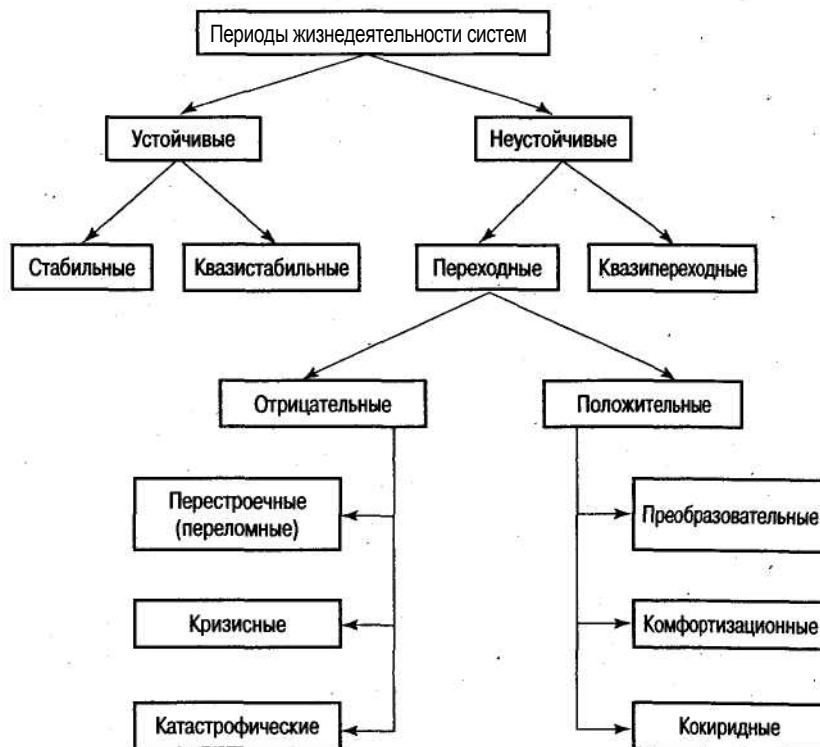 Периоды жизнедеятельности систем
Устойчивые
Неустойчивые
Стабильные
Квазистабильные
Переходные
Квазипереходные
Отрицательные
Положительные
Перестроечные
(переломные)
Преобразовательные
Кризисные
Комфортизационные
Катастрофические
Кокиридные